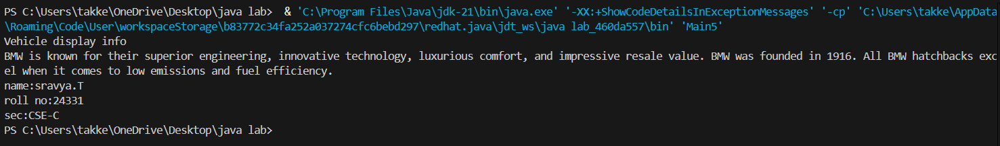 PS C:\Users\takke\OneDrive\Desktop\java lab>  & 'C:\Program Files\Java\jdk-21\bin\java.exe' '-XX:+ShowCodeDetailsInExceptionMessages' '-cp' 'C:\Users\takke\AppData
\Roaming\Code\User\workspaceStorage\b83772c34fa252a037274cfc6bebd297\redhat.java\jdt_ws\java lab_460da557\bin' 'Main5'
Vehicle display info
BMW is known for their superior engineering, innovative technology, luxurious comfort, and impressive resale value. BMW was founded in 1916. All BMW hatchbacks exc
el when it comes to low emissions and fuel efficiency.
name:sravya.T
roll no:24331
sec:CSE-C
PS C:\Users\takke\OneDrive\Desktop\java lab>